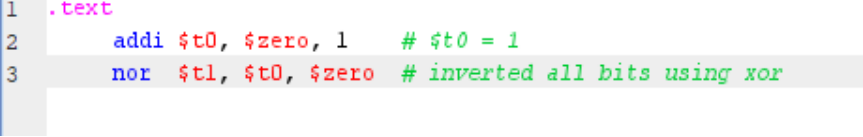 1 .text
2 addi $t0, $zero, 1 # $t0 = 1
3 nor $t1, $t0, $zero # inverted all bits using xor